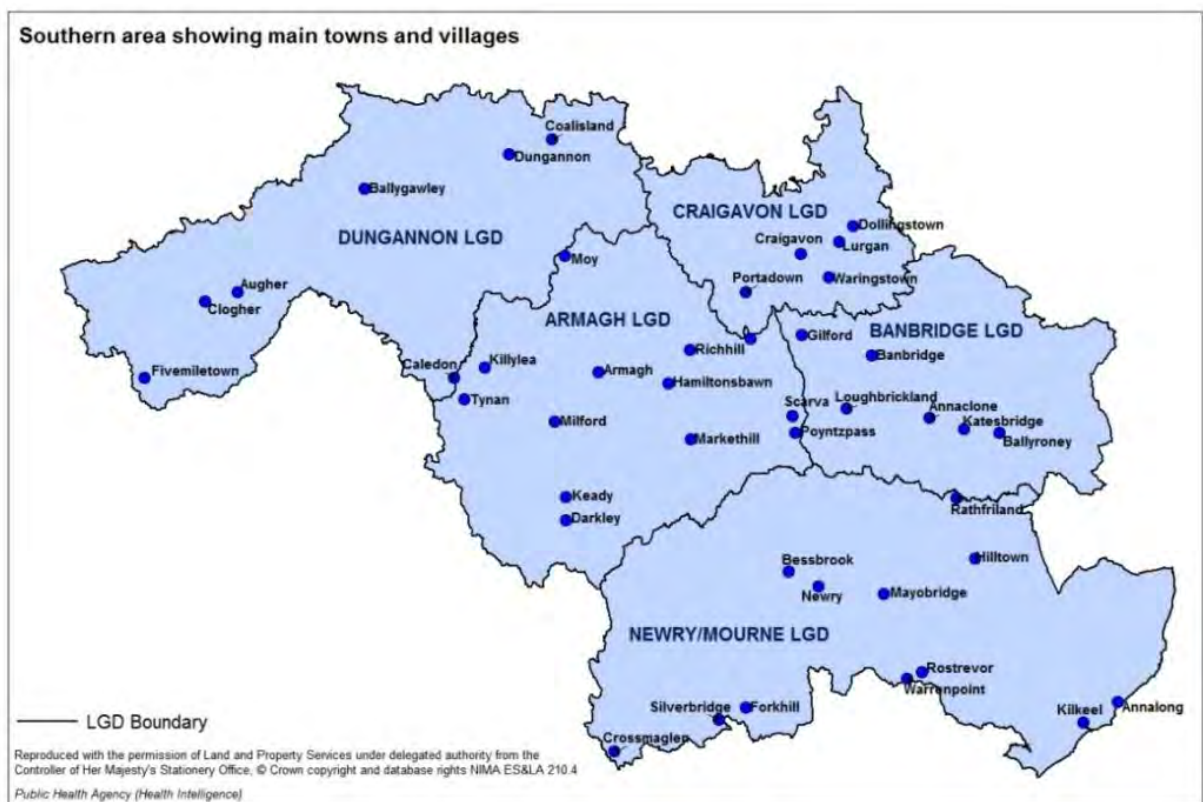 Southern area showing main towns and villages
Coalisland
Dungannon
Ballygawley
CRAIGAVON LGD
Dollingstown
DUNGANNON LGD
Craigavon
Lurgan
Moy
Portadown
Waringstown
Augher
Clogher
ARMAGH LGD
Gilford
BANBRIDGE LGD
Richhill
Banbridge
Fivemiletown
Caledon
Killylea
Armagh
Hamiltonsbawn
Tynan
Scarva
Loughbrickland
Annaclone
Milford
Poyntzpass
Katesbridge
Markethill
Ballyroney
Keady
Darkley
Rathfriland
Bessbrook
Hilltown
Newry
Mayobridge
NEWRY/MOURNE LGD
Rostrevor
Warrenpoint
Silverbridge
Forkhill
Kilkeel
Annalong
Crossmaglen
LGD Boundary
Reproduced with the permission of Land and Property Services under delegated authority from the
Controller of Her Majesty's Stationery Office, © Crown copyright and database rights NIMA ES&LA 210.4
Public Health Agency (Health Intelligence)